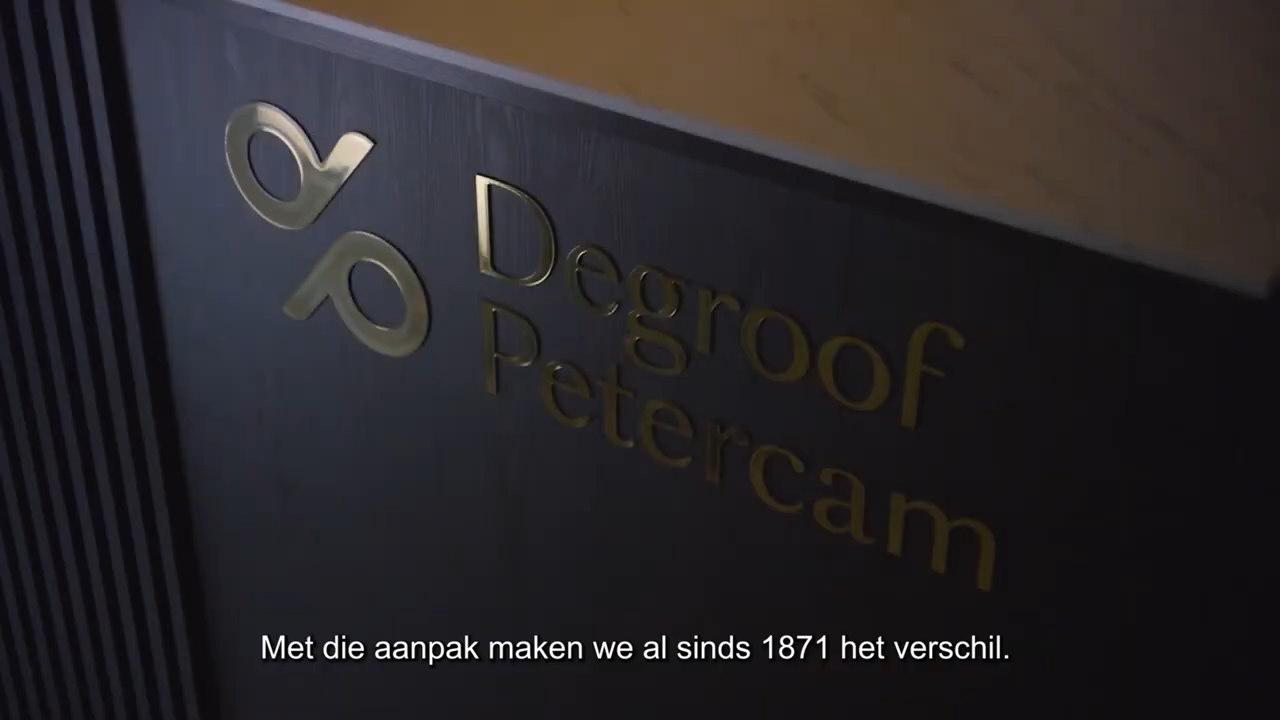 Degroof
Petercam
Met die aanpak maken we al sinds 1871 het verschil.